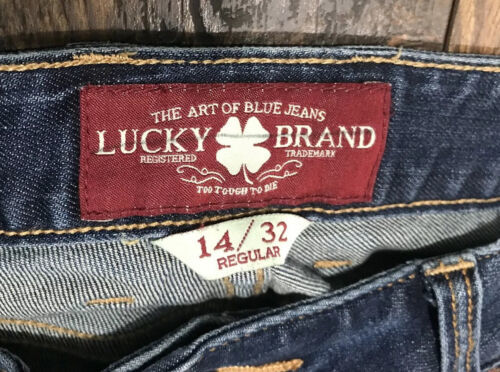 THE ART OF BLUE JEANS
LUCKY BRAND
REGISTERED TRADEMARK
TOO TOUGH TO DIE
14/32
REGULAR